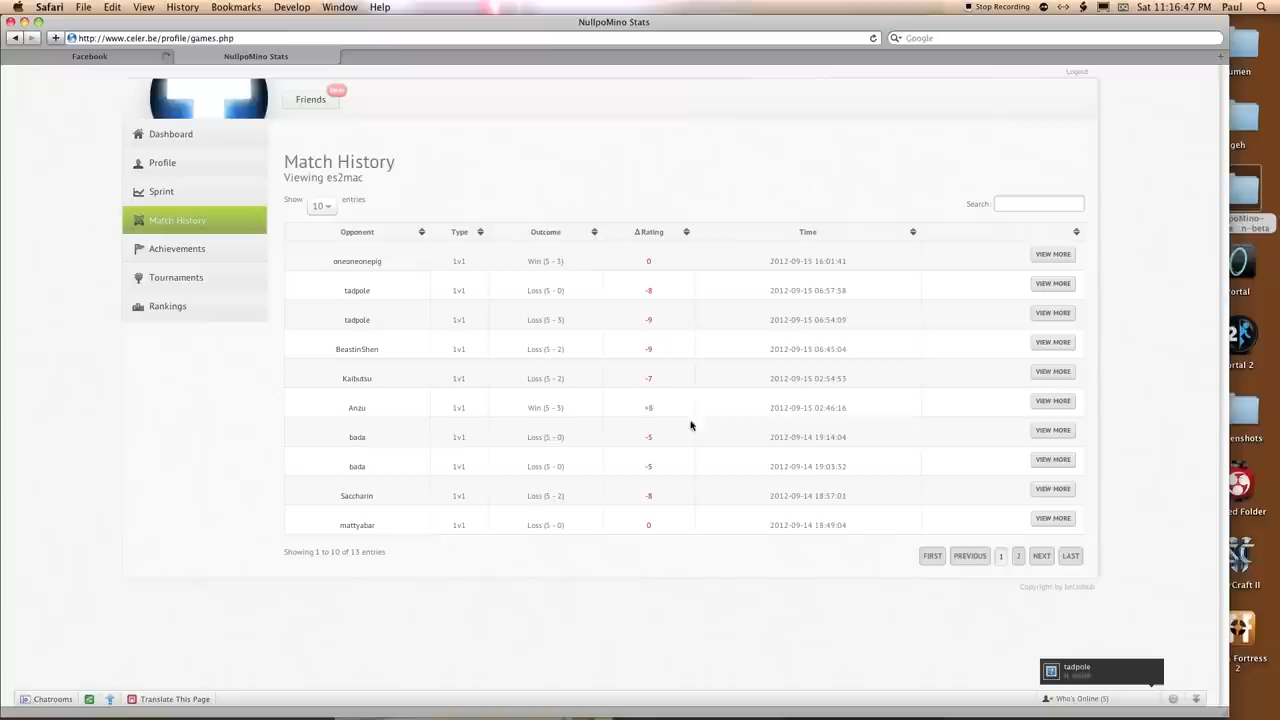 Safari File Edit View History Bookmarks Develop Window Help Stop Recording Sat 11:16:47 PM Paul
NullpoMino Stats
http://www.celer.be/profile/games.php Google
Facebook NullpoMino Stats
Logout
Friends new
Dashboard
Profile
Sprint
Match History
Achievements
Tournaments
Rankings
Match History
Viewing es2mac
Show 10 entries Search:
Opponent Type Outcome Δ Rating Time
oneoneonepig 1v1 Win (5 - 3) 0 2012-09-15 16:01:41 VIEW MORE
tadpole 1v1 Loss (5 - 0) -8 2012-09-15 06:57:58 VIEW MORE
tadpole 1v1 Loss (5 - 3) -9 2012-09-15 06:54:09 VIEW MORE
BeastinShen 1v1 Loss (5 - 2) -9 2012-09-15 06:45:04 VIEW MORE
Kaibutsu 1v1 Loss (5 - 2) -7 2012-09-15 02:54:53 VIEW MORE
Anzu 1v1 Win (5 - 3) 2012-09-15 02:46:16 VIEW MORE
bada 1v1 Loss (5 - 0) -5 2012-09-14 19:14:04 VIEW MORE
bada 1v1 Loss (5 - 0) -5 2012-09-14 19:03:32 VIEW MORE
Saccharin 1v1 Loss (5 - 2) -8 2012-09-14 18:57:01 VIEW MORE
mattyabar 1v1 Loss (5 - 0) 0 2012-09-14 18:49:04 VIEW MORE
Showing 1 to 10 of 13 entries FIRST PREVIOUS 1 2 NEXT LAST
Copyright by
tadpole
Chatrooms Translate This Page Who's Online (5)
umen
geh
poMino-
n-beta
ortal
ortal 2
enshots
ed Folder
rCraft II
Fortress
2